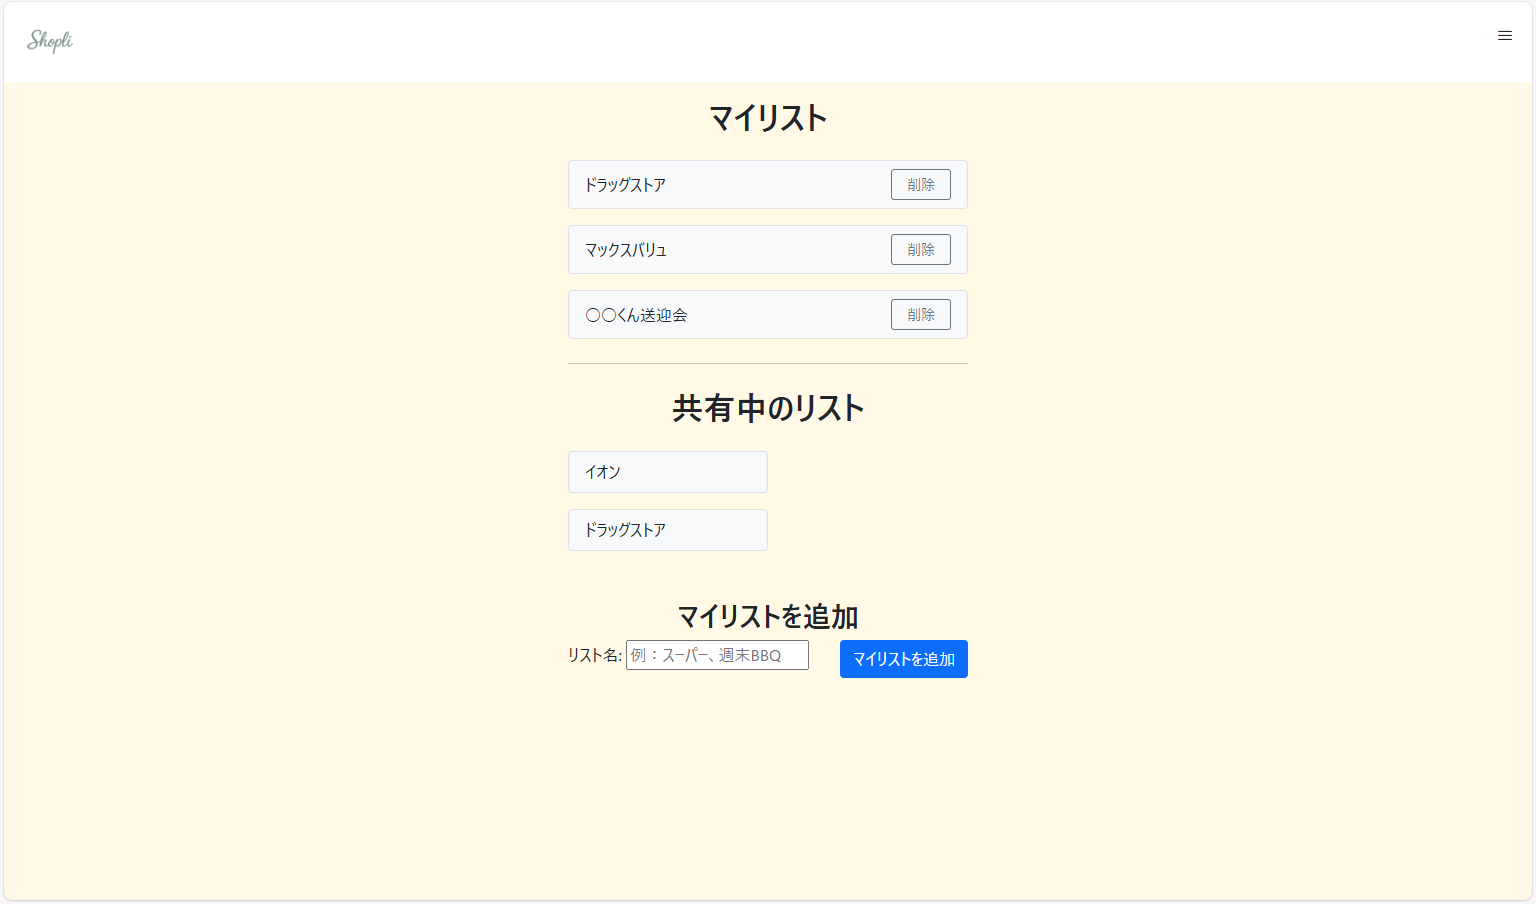 Shopli
マイリスト
ドラッグストア 削除
マックスバリュ 削除
〇〇くん送迎会 削除
共有中のリスト
イオン
ドラッグストア
マイリストを追加
リスト名: 例：スーパー、週末BBQ マイリストを追加